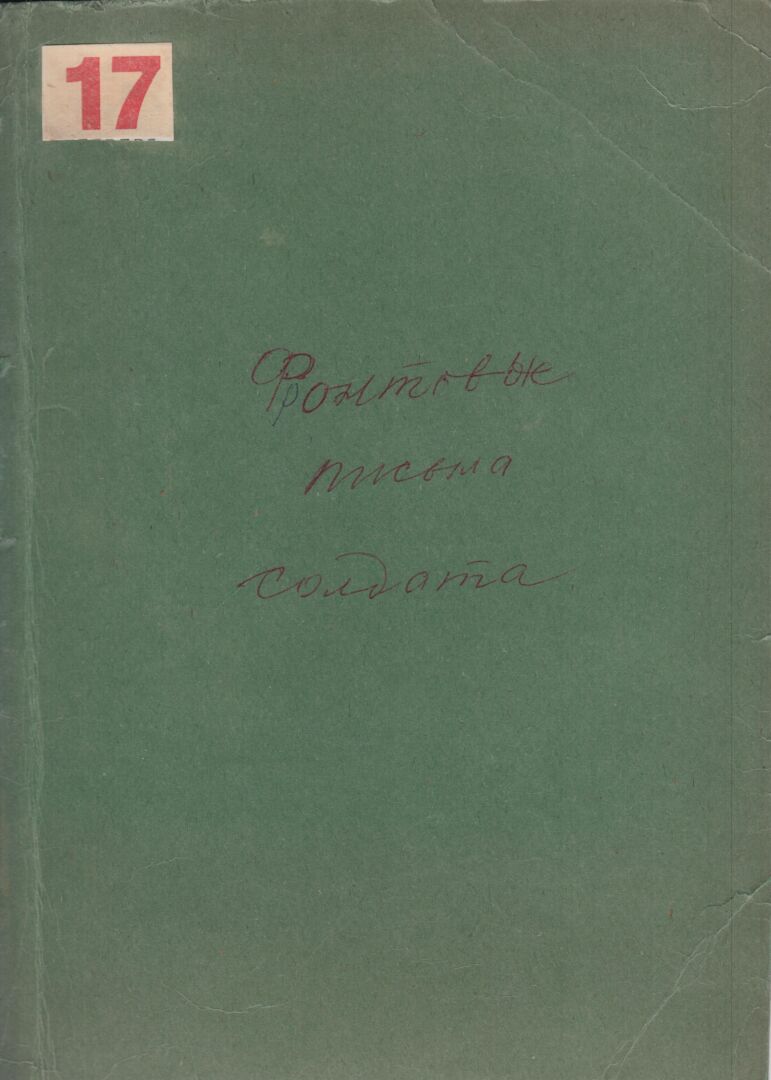 17
Фронтовые
письма
солдата